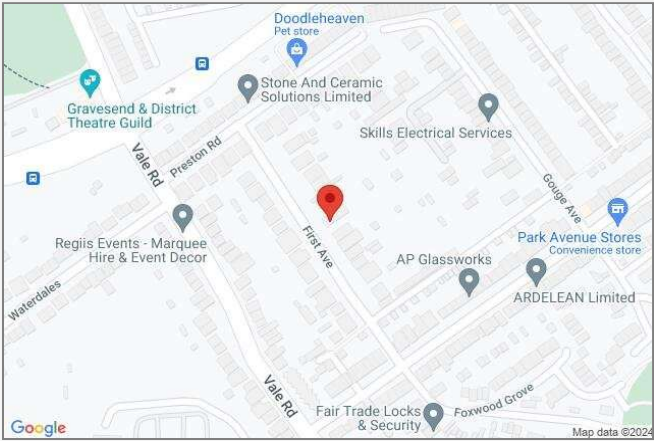 Doodleheaven
Pet store
Stone And Ceramic
Solutions Limited
Gravesend & District
Theatre Guild
Skills Electrical Services
Preston Rd
Vale Rd
Gouge Ave
Regiis Events - Marquee
Hire & Event Decor
First Ave
Park Avenue Stores
Convenience store
AP Glassworks
ARDELEAN Limited
Waterdales
Vale Rd
Fair Trade Locks
& Security
Foxwood Grove
Google
Map data ©2024